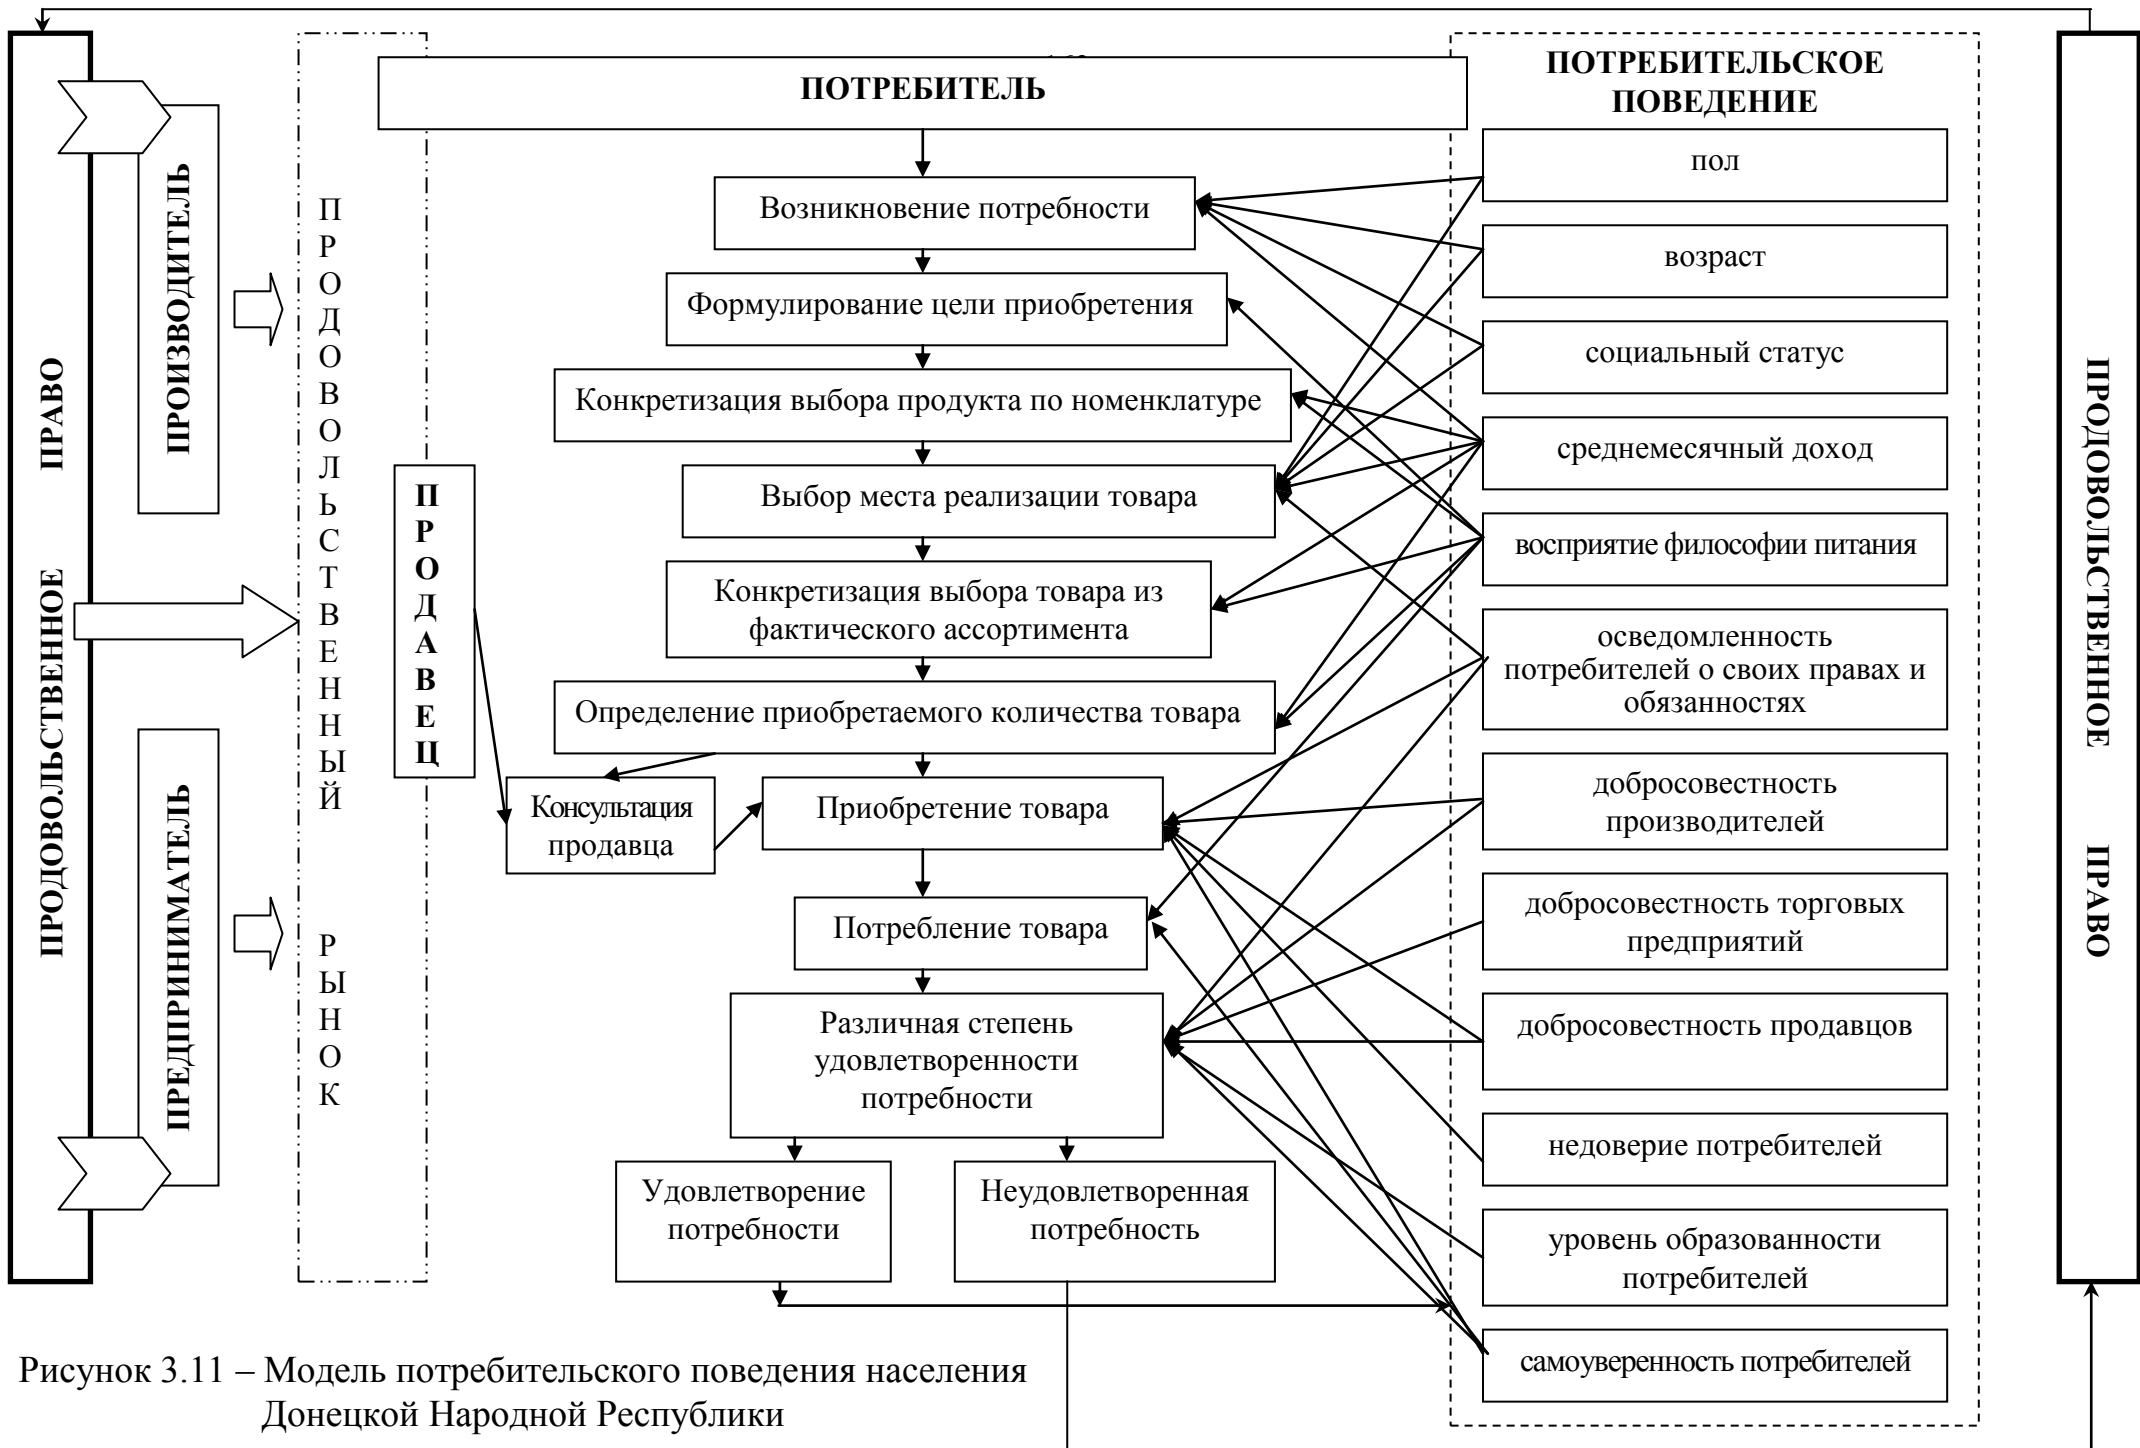 ПРОДОВОЛЬСТВЕННОЕ ПРАВО
ПРОИЗВОДИТЕЛЬ
ПРЕДПРИНИМАТЕЛЬ
ПРОДОВОЛЬСТВЕННЫЙ РЫНОК
ПРОДАВЕЦ
ПОТРЕБИТЕЛЬ
Возникновение потребности
Формулирование цели приобретения
Конкретизация выбора продукта по номенклатуре
Выбор места реализации товара
Конкретизация выбора товара из
фактического ассортимента
Определение приобретаемого количества товара
Консультация
продавца
Приобретение товара
Потребление товара
Различная степень
удовлетворенности
потребности
Удовлетворение
потребности
Неудовлетворенная
потребность
ПОТРЕБИТЕЛЬСКОЕ
ПОВЕДЕНИЕ
пол
возраст
социальный статус
среднемесячный доход
восприятие философии питания
осведомленность
потребителей о своих правах и
обязанностях
добросовестность
производителей
добросовестность торговых
предприятий
добросовестность продавцов
недоверие потребителей
уровень образованности
потребителей
самоуверенность потребителей
ПРОДОВОЛЬСТВЕННОЕ ПРАВО
Рисунок 3.11 – Модель потребительского поведения населения
Донецкой Народной Республики